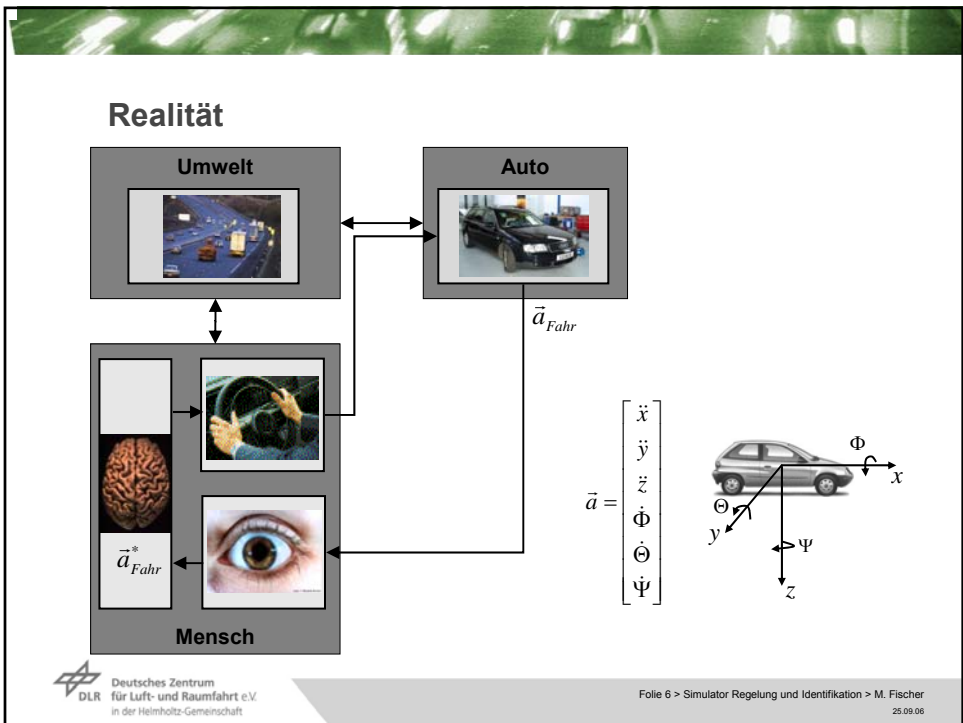 Realität
Umwelt
Auto
a⃗_Fahr
a⃗*_Fahr
Mensch
a⃗ = [ẍ ÿ z̈ Φ̇ Θ̇ Ψ̇]
Φ
x
Θ
y
Ψ
z
DLR
Deutsches Zentrum
für Luft- und Raumfahrt e.V.
in der Helmholtz-Gemeinschaft
Folie 6 > Simulator Regelung und Identifikation > M. Fischer
25.09.06